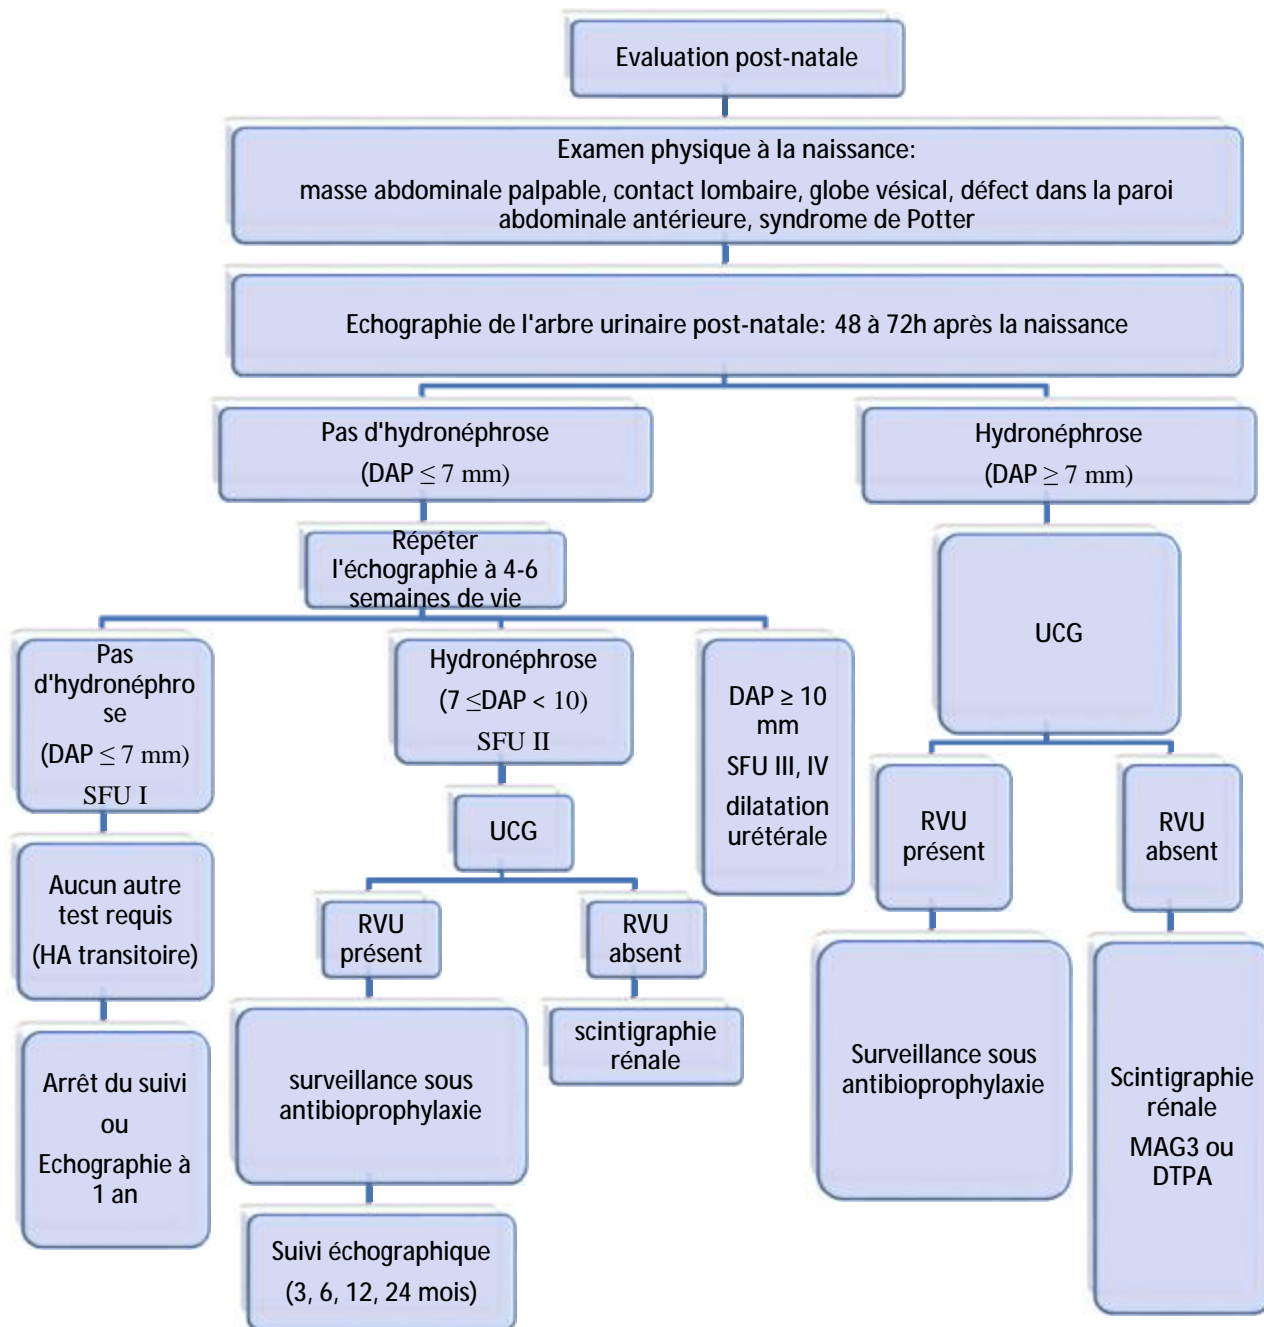 Evaluation post-natale
Examen physique à la naissance:
masse abdominale palpable, contact lombaire, globe vésical, défect dans la paroi
abdominale antérieure, syndrome de Potter
Echographie de l'arbre urinaire post-natale: 48 à 72h après la naissance
Pas d'hydronéphrose
(DAP ≤ 7 mm)
Hydronéphrose
(DAP ≥ 7 mm)
Répéter
l'échographie à 4-6
semaines de vie
UCG
Pas
d'hydronéphro
se
(DAP ≤ 7 mm)
SFU I
Hydronéphrose
(7 ≤DAP < 10)
SFU II
DAP ≥ 10
mm
SFU III, IV
dilatation
urétérale
UCG
RVU
présent
RVU
absent
Aucun autre
test requis
(HA transitoire)
RVU
présent
RVU
absent
Arrêt du suivi
ou
Echographie à
1 an
surveillance sous
antibioprophylaxie
scintigraphie
rénale
Surveillance sous
antibioprophylaxie
Scintigraphie
rénale
MAG3 ou
DTPA
Suivi échographique
(3, 6, 12, 24 mois)